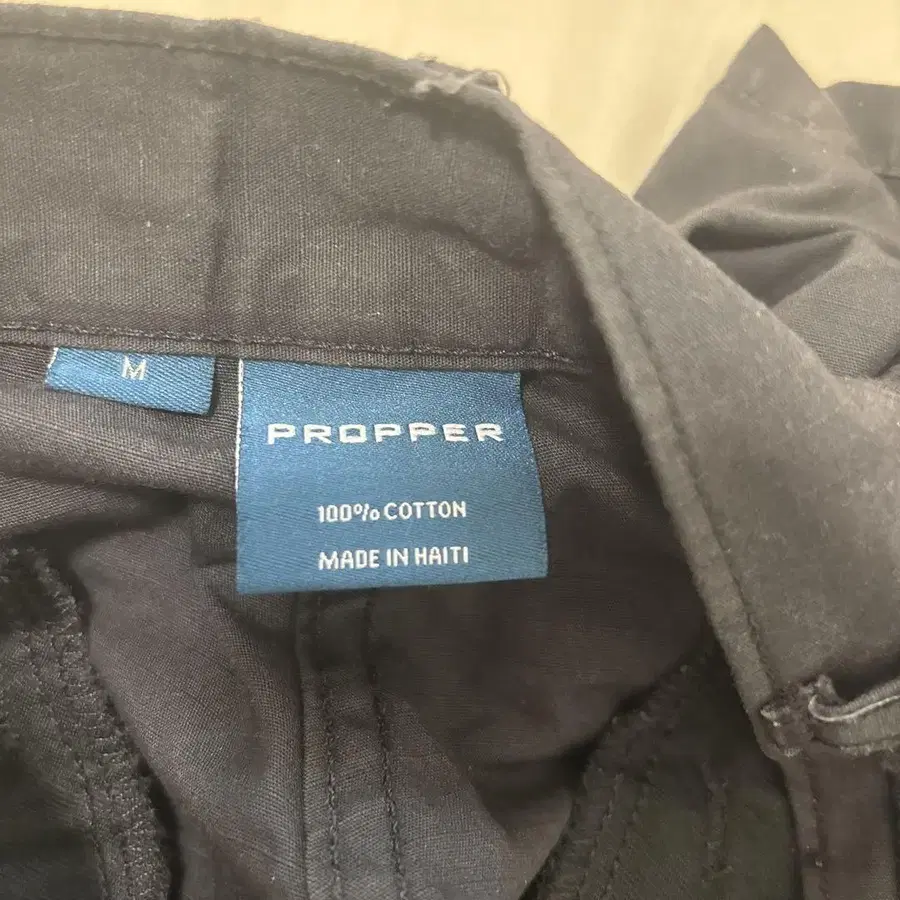 M
PROPPER
100% COTTON
MADE IN HAITI